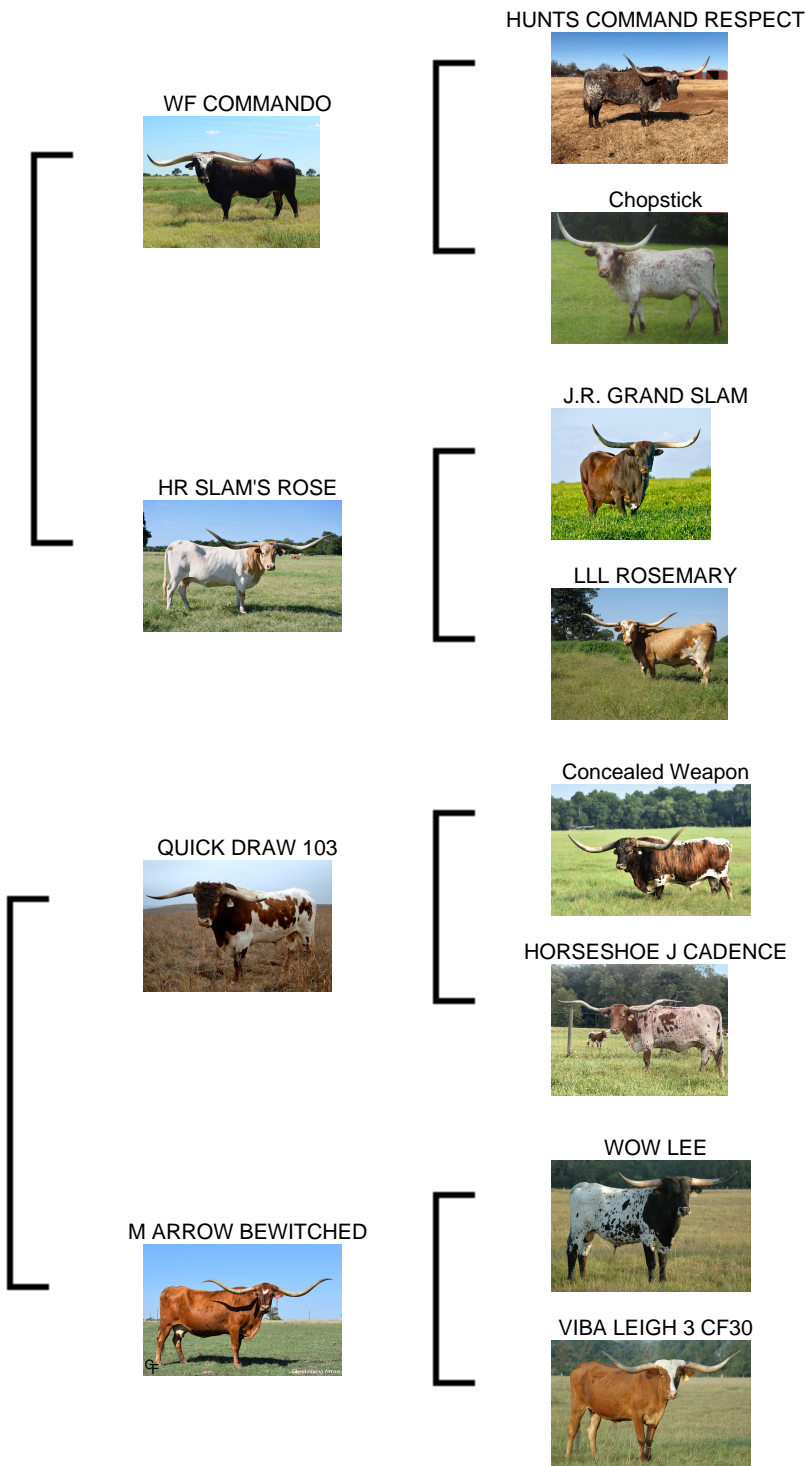 HUNTS COMMAND RESPECT
WF COMMANDO
Chopstick
J.R. GRAND SLAM
HR SLAM'S ROSE
LLL ROSEMARY
Concealed Weapon
QUICK DRAW 103
HORSESHOE J CADENCE
WOW LEE
M ARROW BEWITCHED
VIBA LEIGH 3 CF30